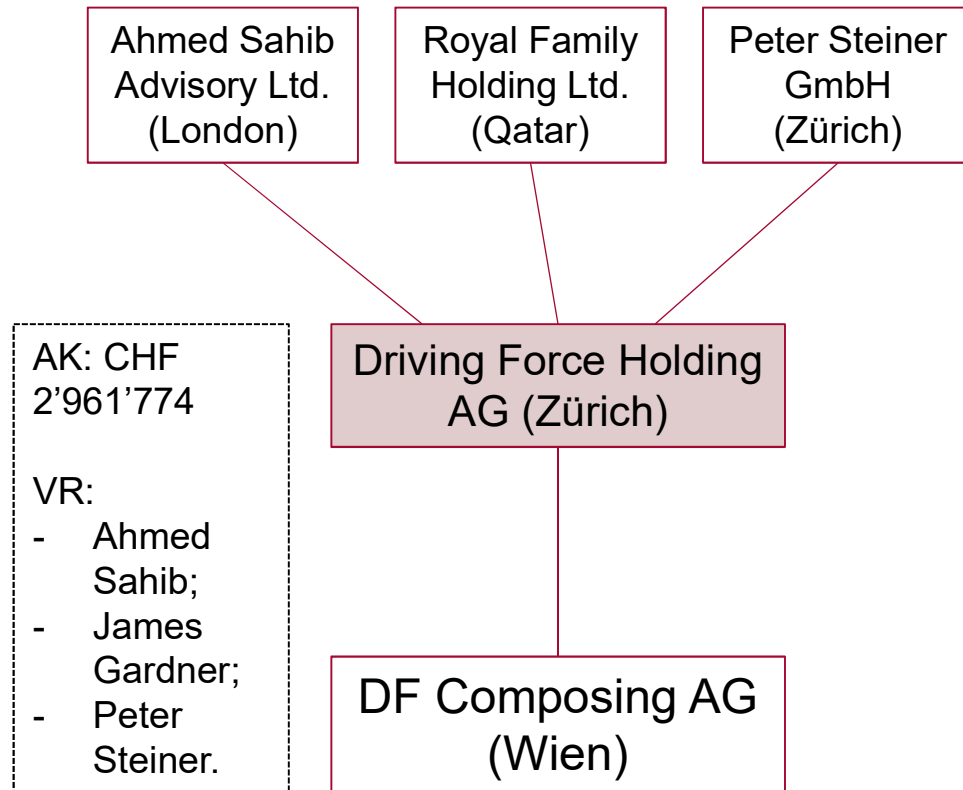 Ahmed Sahib
Advisory Ltd.
(London)
Royal Family
Holding Ltd.
(Qatar)
Peter Steiner
GmbH
(Zürich)
AK: CHF
2’961’774
VR:
- Ahmed
Sahib;
- James
Gardner;
- Peter
Steiner.
Driving Force Holding
AG (Zürich)
DF Composing AG
(Wien)